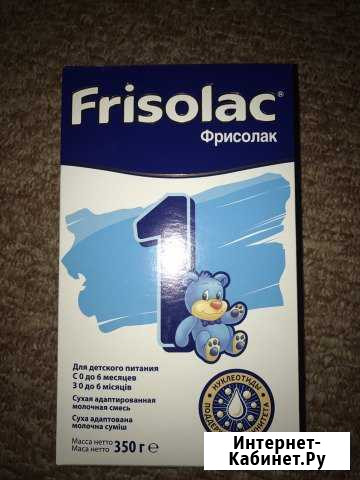 Frisolac®
Фрисолак
1
Для детского питания
С 0 до 6 месяцев
З 0 до 6 місяців
Сухая адаптированная
молочная смесь
Суха адаптована
молочна суміш
Масса нетто
Маса нетто
350 г e
НУКЛЕОТИДЫ
Интернет-
Кабинет.Ру